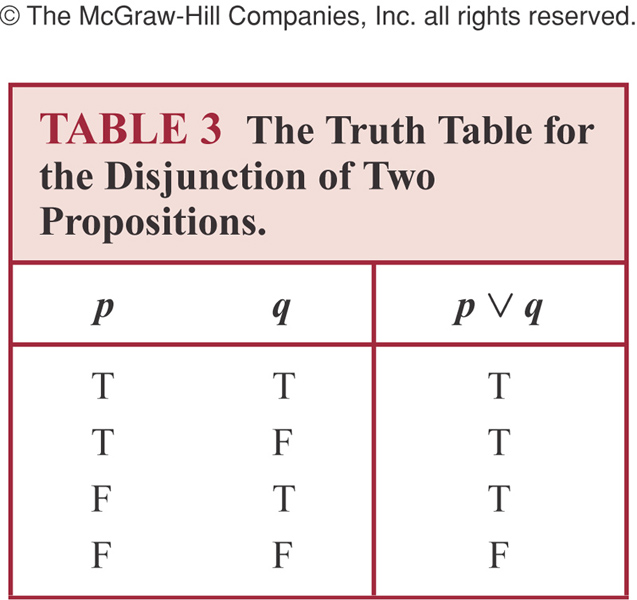 © The McGraw-Hill Companies, Inc. all rights reserved.
TABLE 3 The Truth Table for
the Disjunction of Two
Propositions.
p q p ∨ q
T T T
T F T
F T T
F F F